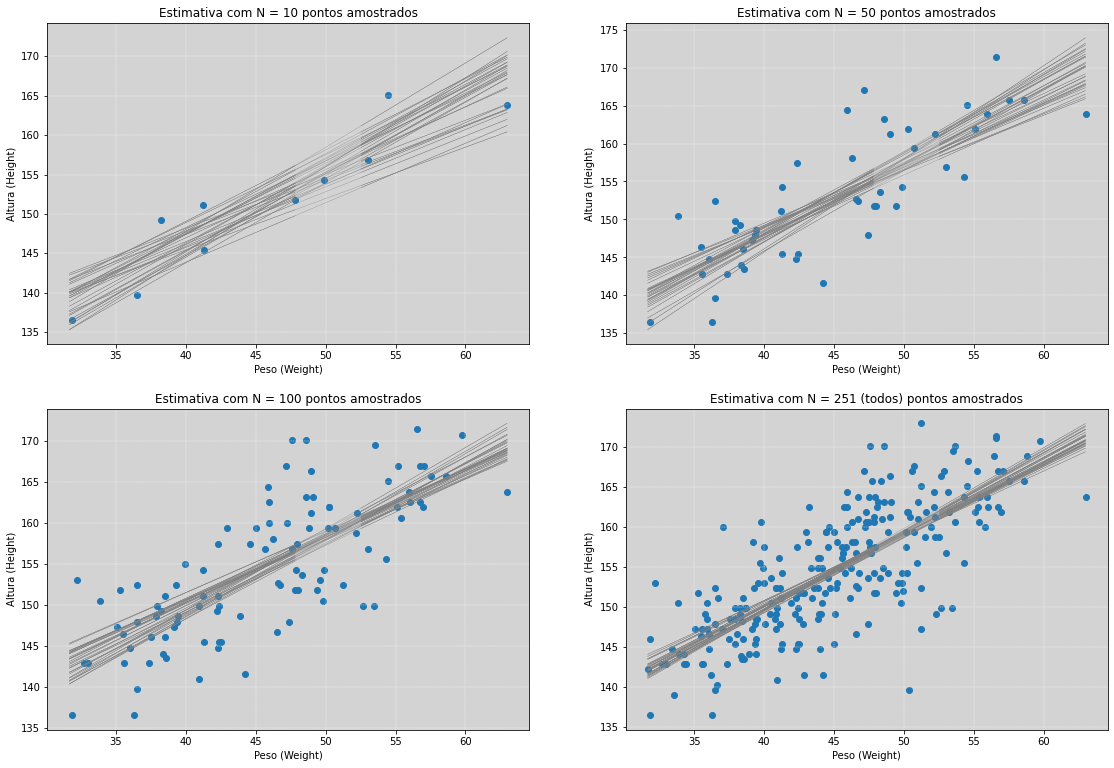 Estimativa com N = 10 pontos amostrados
Altura (Height)
170
165
160
155
150
145
140
135
35 40 45 50 55 60
Peso (Weight)
Estimativa com N = 50 pontos amostrados
Altura (Height)
175
170
165
160
155
150
145
140
135
35 40 45 50 55 60
Peso (Weight)
Estimativa com N = 100 pontos amostrados
Altura (Height)
170
165
160
155
150
145
140
135
35 40 45 50 55 60
Peso (Weight)
Estimativa com N = 251 (todos) pontos amostrados
Altura (Height)
170
165
160
155
150
145
140
135
35 40 45 50 55 60
Peso (Weight)